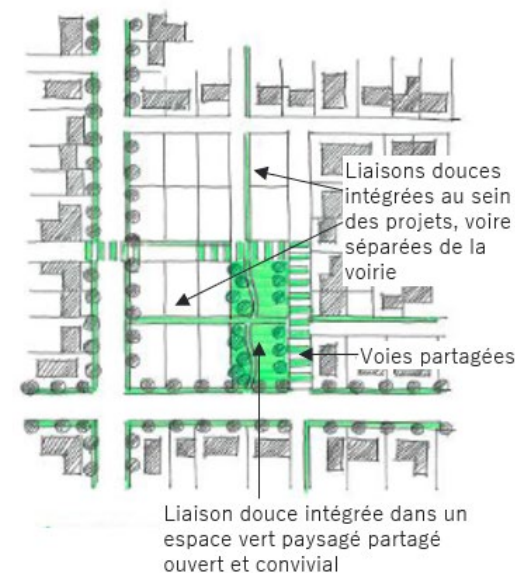 Liaisons douces
intégrées au sein
des projets, voire
séparées de la
voirie
Voies partagées
Liaison douce intégrée dans un
espace vert paysagé partagé
ouvert et convivial